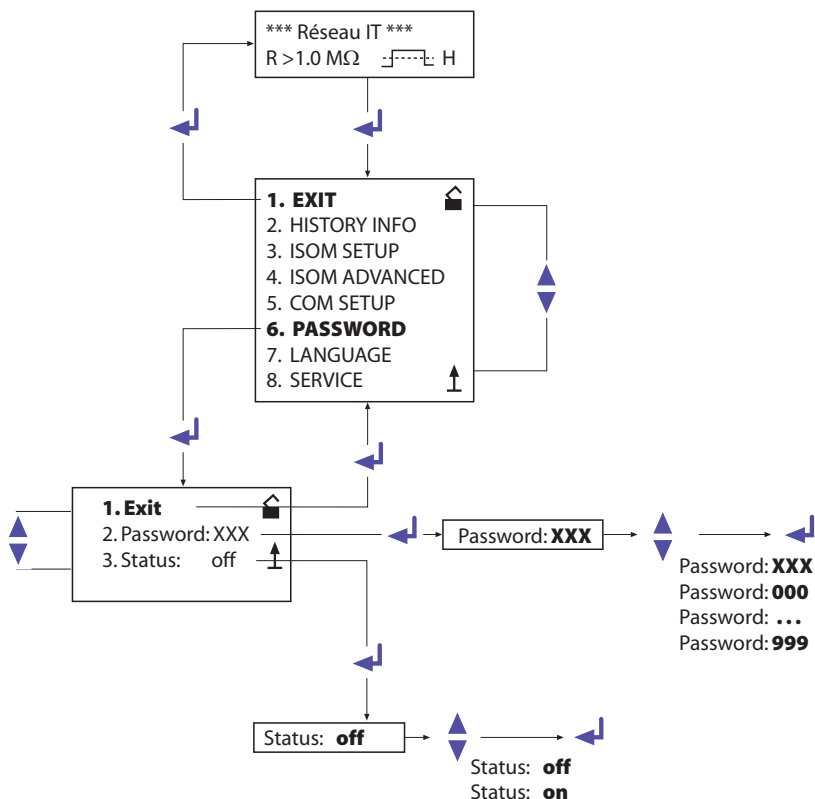 *** Réseau IT ***
R >1.0 MΩ H
1. EXIT
2. HISTORY INFO
3. ISOM SETUP
4. ISOM ADVANCED
5. COM SETUP
6. PASSWORD
7. LANGUAGE
8. SERVICE
1. Exit
2. Password: XXX
3. Status: off
Password: XXX
Password: XXX
Password: 000
Password: ...
Password: 999
Status: off
Status: off
Status: on